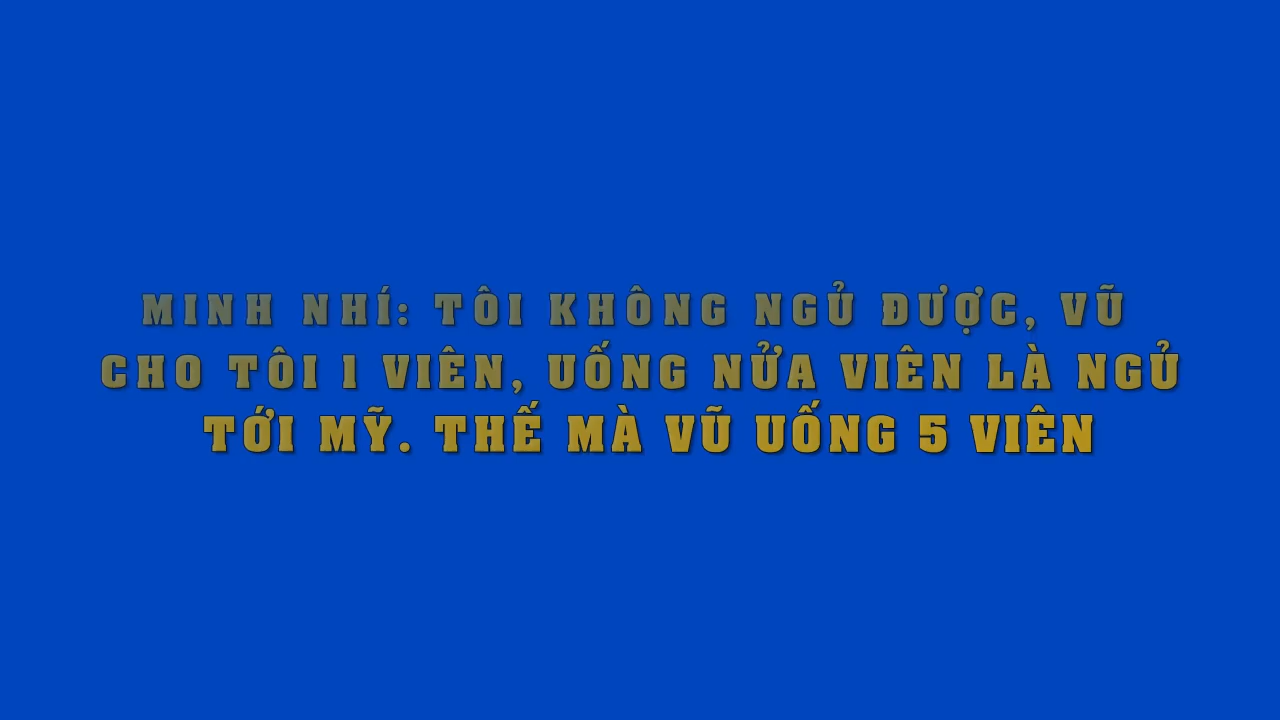 MINH NHÍ: TÔI KHÔNG NGỦ ĐƯỢC, VŨ
CHO TÔI 1 VIÊN, UỐNG NỬA VIÊN LÀ NGỦ
TỚI MỸ. THẾ MÀ VŨ UỐNG 5 VIÊN